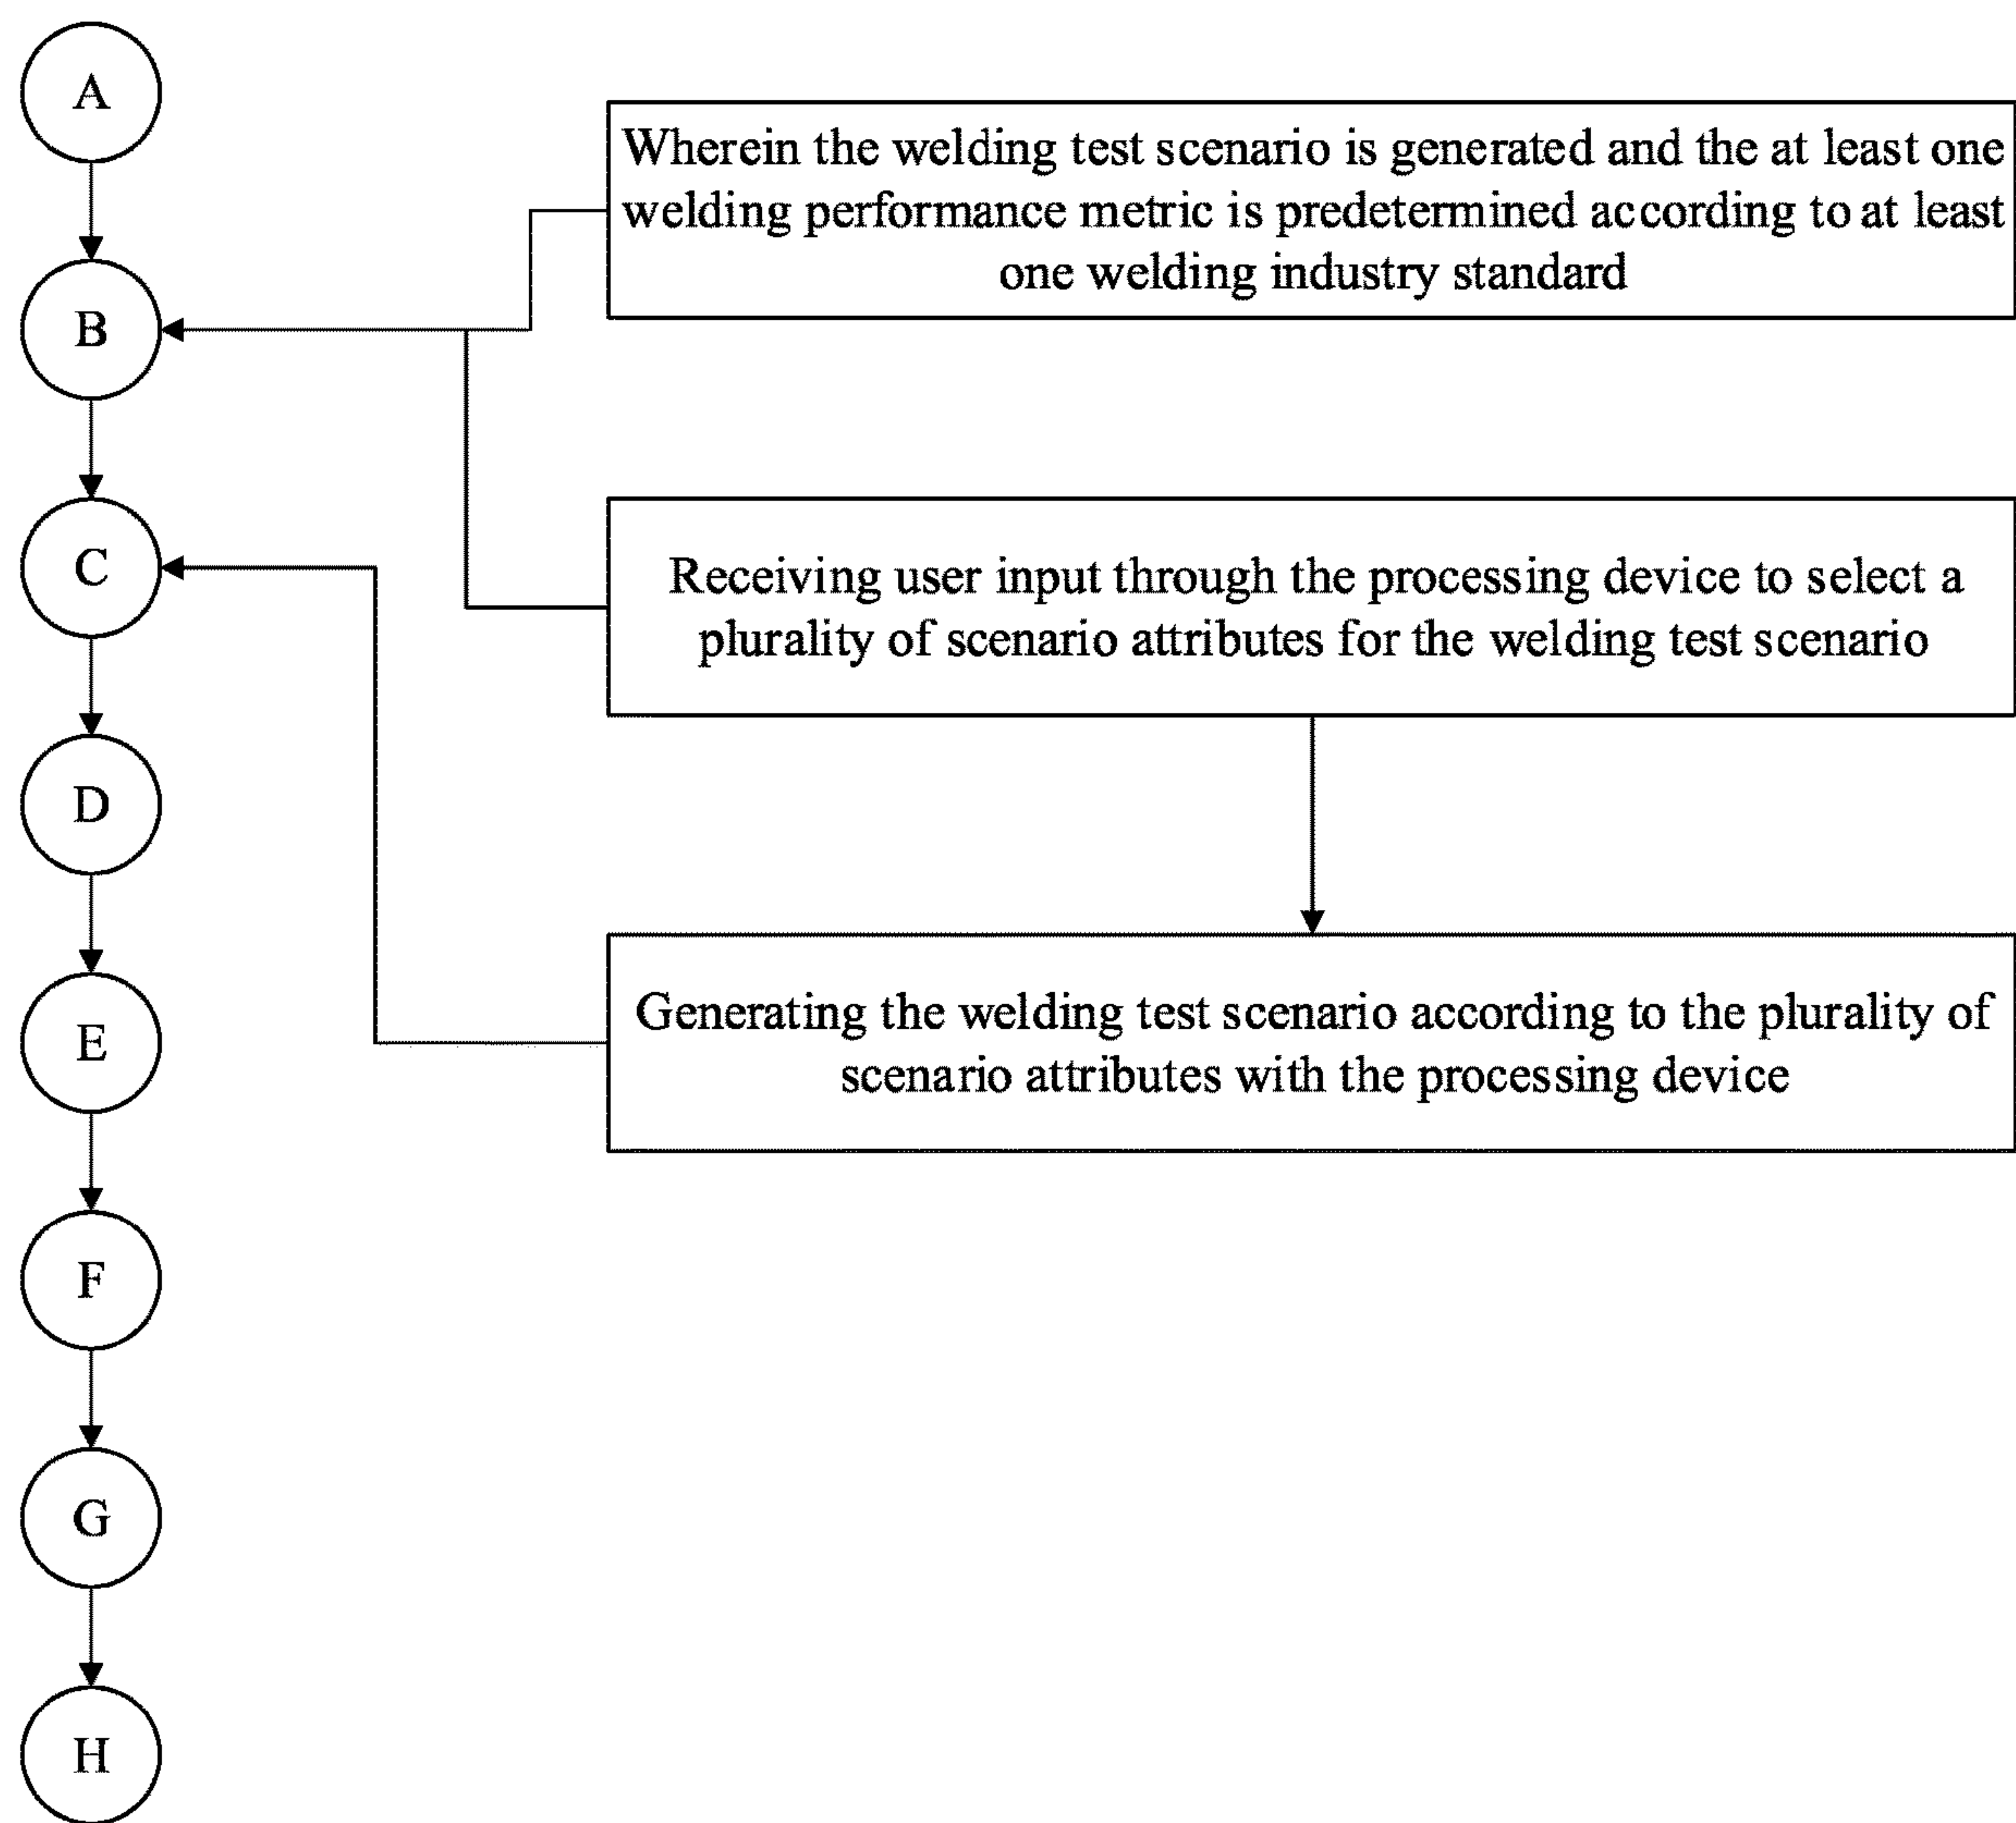 A
Wherein the welding test scenario is generated and the at least one
welding performance metric is predetermined according to at least
one welding industry standard
B
Receiving user input through the processing device to select a
plurality of scenario attributes for the welding test scenario
C
D
Generating the welding test scenario according to the plurality of
scenario attributes with the processing device
E
F
G
H